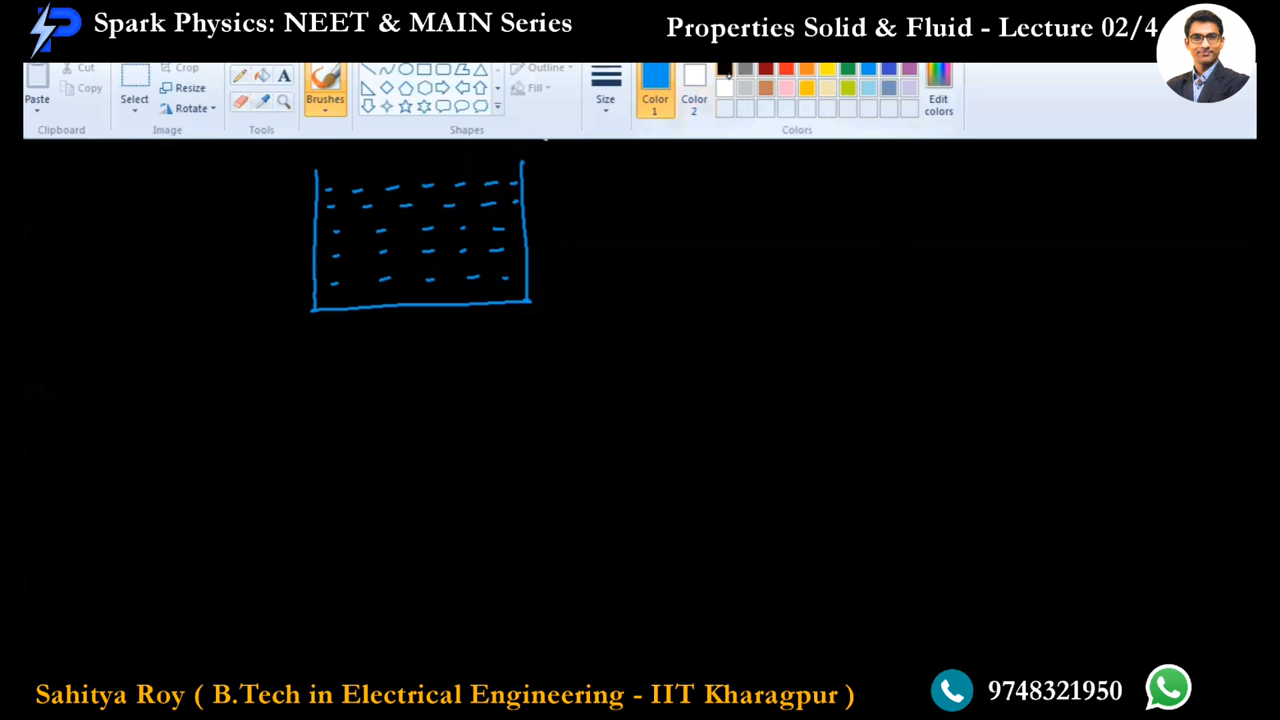 Spark Physics: NEET & MAIN Series
Properties Solid & Fluid - Lecture 02/4
Cut
Copy
Paste
Clipboard
Select
Crop
Resize
Rotate
Image
A
Tools
Brushes
Outline
Fill
Shapes
Size
Color
1
Color
2
Edit
colors
Colors
Sahitya Roy ( B.Tech in Electrical Engineering - IIT Kharagpur )
9748321950